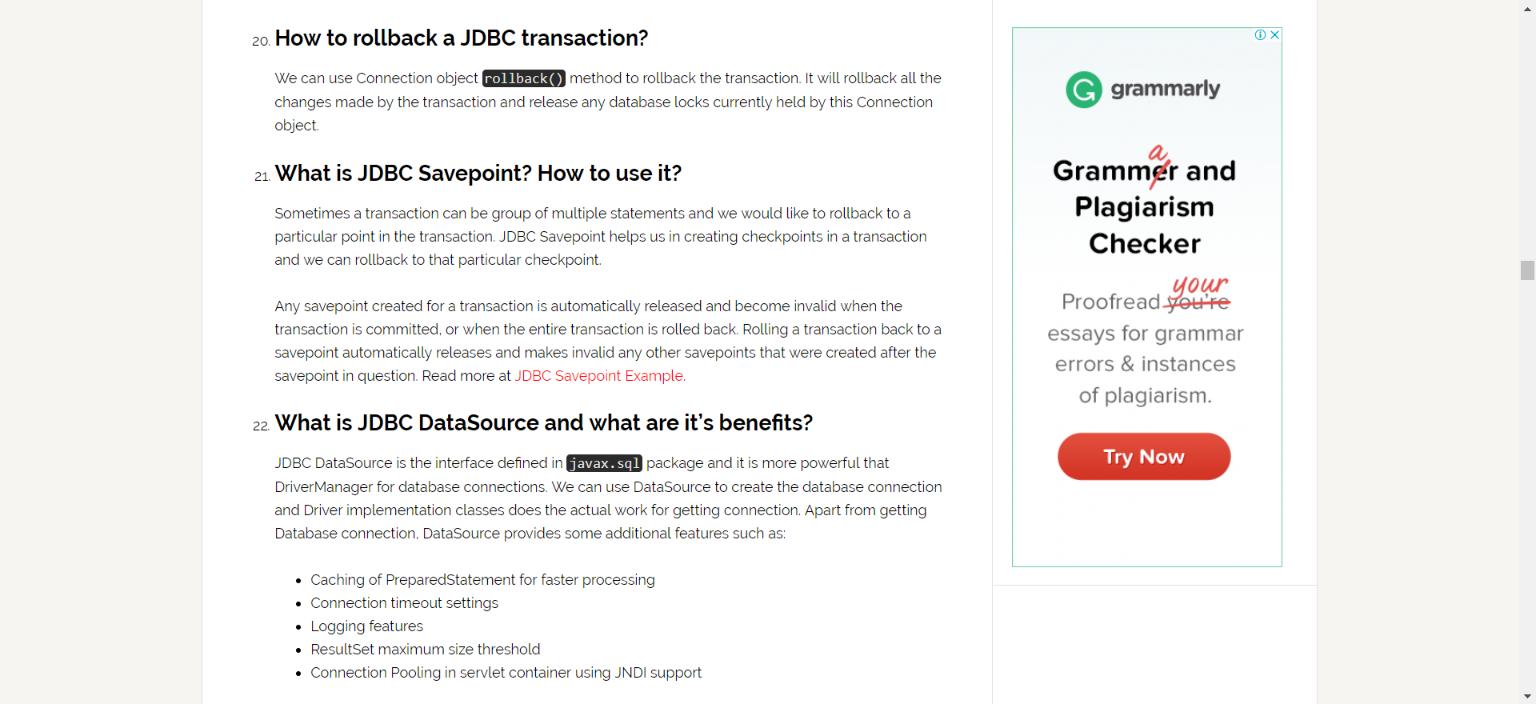 20. How to rollback a JDBC transaction?
We can use Connection object rollback() method to rollback the transaction. It will rollback all the
changes made by the transaction and release any database locks currently held by this Connection
object.
21. What is JDBC Savepoint? How to use it?
Sometimes a transaction can be group of multiple statements and we would like to rollback to a
particular point in the transaction. JDBC Savepoint helps us in creating checkpoints in a transaction
and we can rollback to that particular checkpoint.
Any savepoint created for a transaction is automatically released and become invalid when the
transaction is committed, or when the entire transaction is rolled back. Rolling a transaction back to a
savepoint automatically releases and makes invalid any other savepoints that were created after the
savepoint in question. Read more at JDBC Savepoint Example.
22. What is JDBC DataSource and what are it's benefits?
JDBC DataSource is the interface defined in javax.sql package and it is more powerful that
DriverManager for database connections. We can use DataSource to create the database connection
and Driver implementation classes does the actual work for getting connection. Apart from getting
Database connection, DataSource provides some additional features such as:
• Caching of PreparedStatement for faster processing
• Connection timeout settings
• Logging features
• ResultSet maximum size threshold
• Connection Pooling in servlet container using JNDI support
grammarly
a
Grammer and
Plagiarism
Checker
your
Proofread you're
essays for grammar
errors & instances
of plagiarism.
Try Now